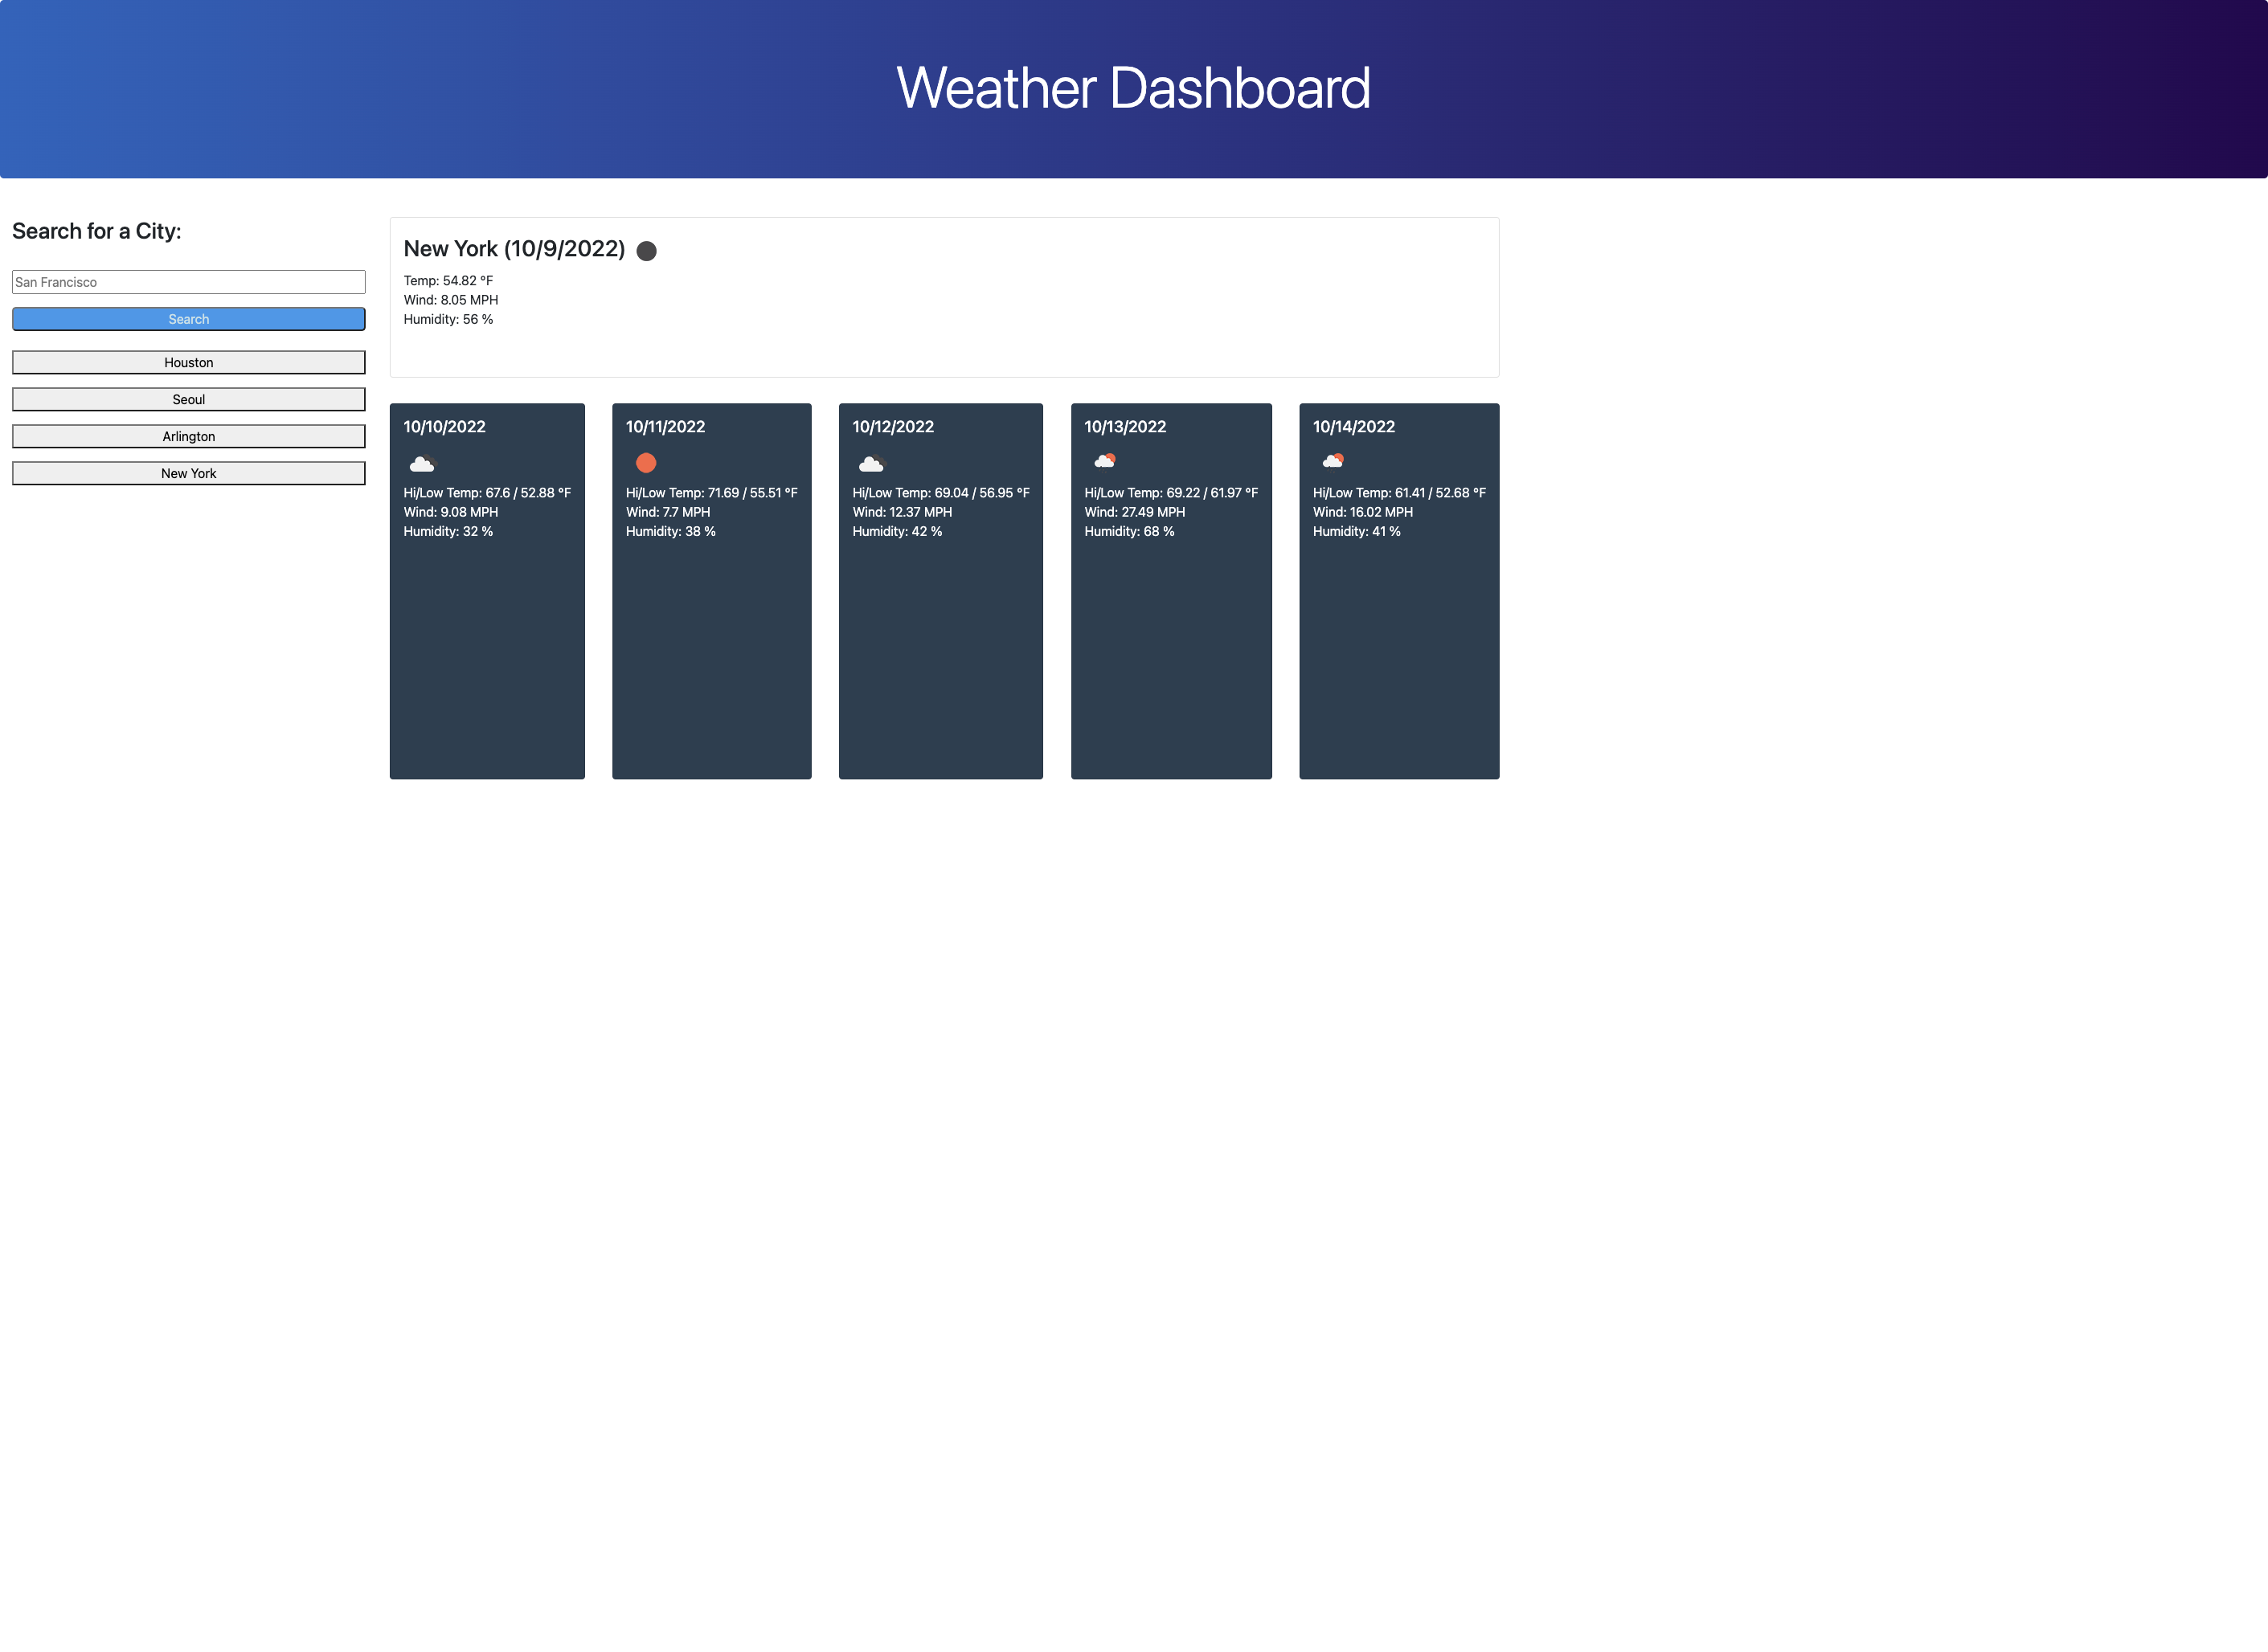 Weather Dashboard
Search for a City:
San Francisco
Search
Houston
Seoul
Arlington
New York
New York (10/9/2022)
Temp: 54.82 °F
Wind: 8.05 MPH
Humidity: 56 %
10/10/2022
Hi/Low Temp: 67.6 / 52.88 °F
Wind: 9.08 MPH
Humidity: 32 %
10/11/2022
Hi/Low Temp: 71.69 / 55.51 °F
Wind: 7.7 MPH
Humidity: 38 %
10/12/2022
Hi/Low Temp: 69.04 / 56.95 °F
Wind: 12.37 MPH
Humidity: 42 %
10/13/2022
Hi/Low Temp: 69.22 / 61.97 °F
Wind: 27.49 MPH
Humidity: 68 %
10/14/2022
Hi/Low Temp: 61.41 / 52.68 °F
Wind: 16.02 MPH
Humidity: 41 %